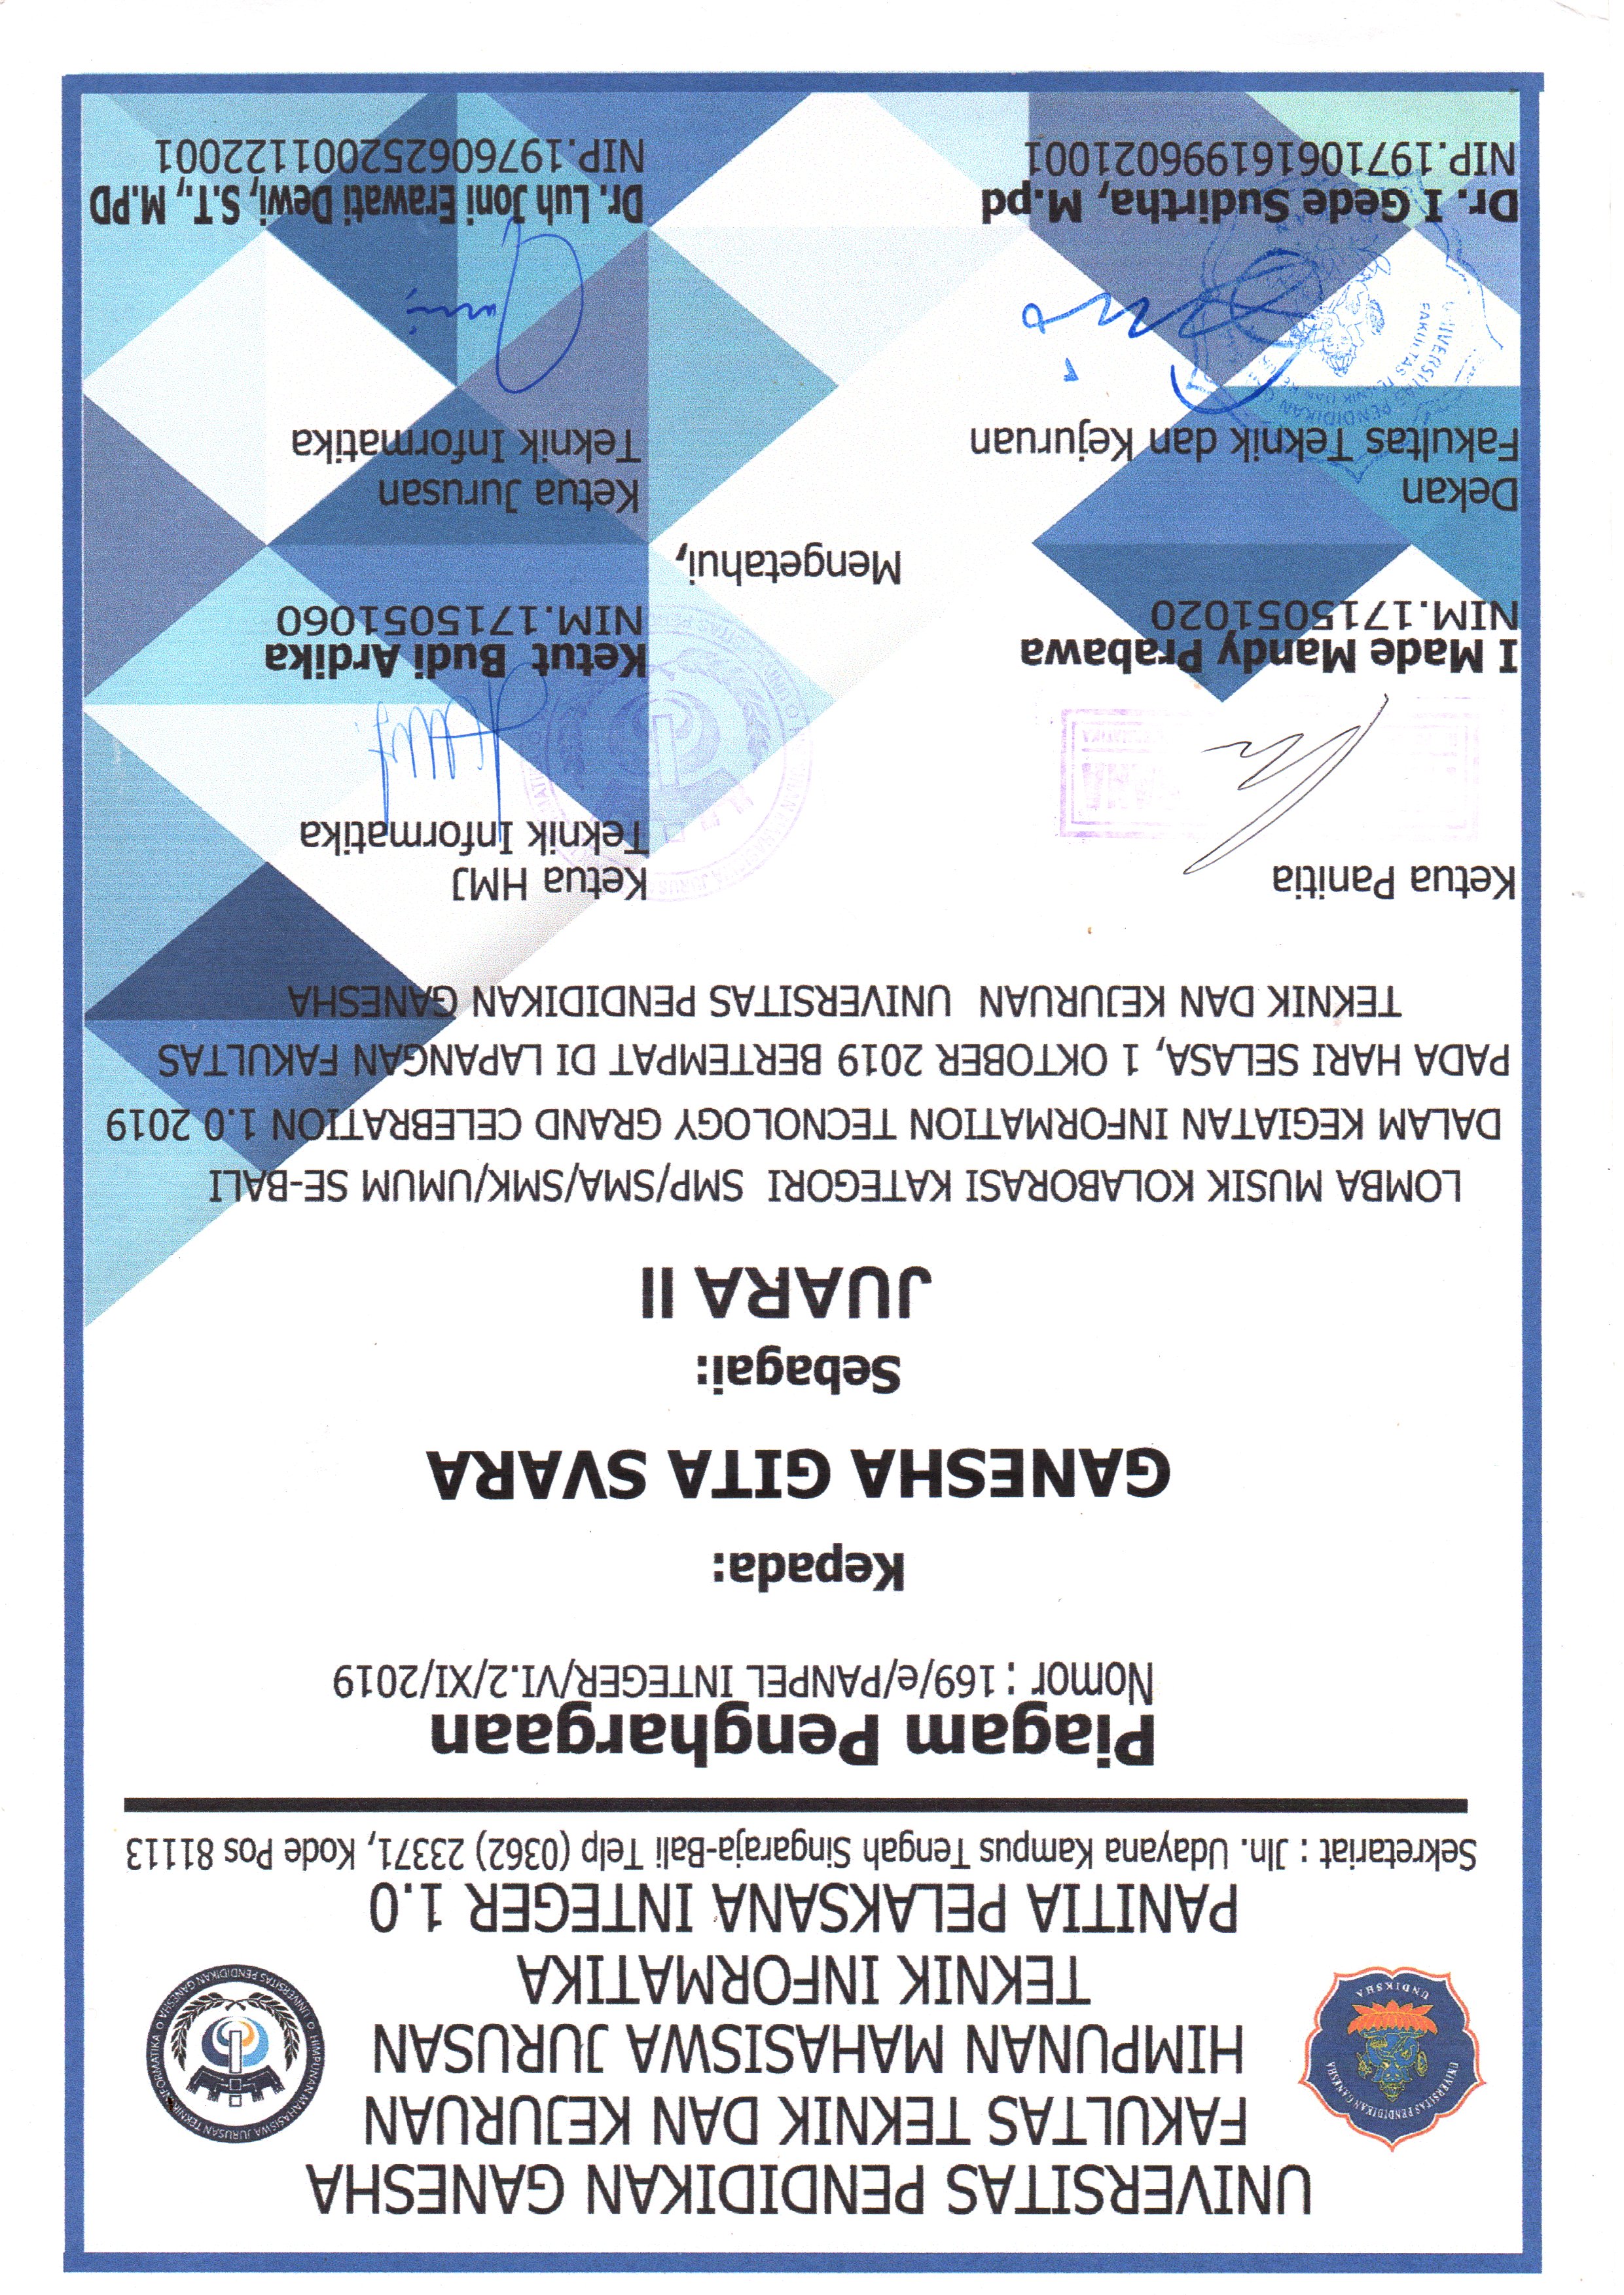 UNIVERSITAS PENDIDIKAN GANESHA
FAKULTAS TEKNIK DAN KEJURUAN
HIMPUNAN MAHASISWA JURUSAN
TEKNIK INFORMATIKA
PANITIA PELAKSANA INTEGER 1.0
Sekretariat : Jln. Udayana Kampus Tengah Singaraja-Bali Telp (0362) 23371, Kode Pos 81113
UNIVERSITAS PENDIDIKAN GANESHA
UNDIKSHA
HIMPUNAN MAHASISWA JURUSAN TEKNIK INFORMATIKA
UNIVERSITAS PENDIDIKAN GANESHA
Piagam Penghargaan
Nomor : 169/e/PANPEL INTEGER/VI.2/XI/2019
Kepada:
GANESHA GITA SVARA
Sebagai:
JUARA II
LOMBA MUSIK KOLABORASI KATEGORI SMP/SMA/SMK/UMUM SE-BALI
DALAM KEGIATAN INFORMATION TECNOLOGY GRAND CELEBRATION 1.0 2019
PADA HARI SELASA, 1 OKTOBER 2019 BERTEMPAT DI LAPANGAN FAKULTAS
TEKNIK DAN KEJURUAN UNIVERSITAS PENDIDIKAN GANESHA
Ketua Panitia
I Made Mandy Prabawa
NIM.1715051020
Ketua HMJ
Teknik Informatika
Ketut Budi Ardika
NIM.1715051060
Mengetahui,
Dekan
Fakultas Teknik dan Kejuruan
Dr. I Gede Sudirtha, M.pd
NIP.197106161996021001
Ketua Jurusan
Teknik Informatika
Dr. Luh Joni Erawati Dewi, S.T., M.PD
NIP.197606252001122001